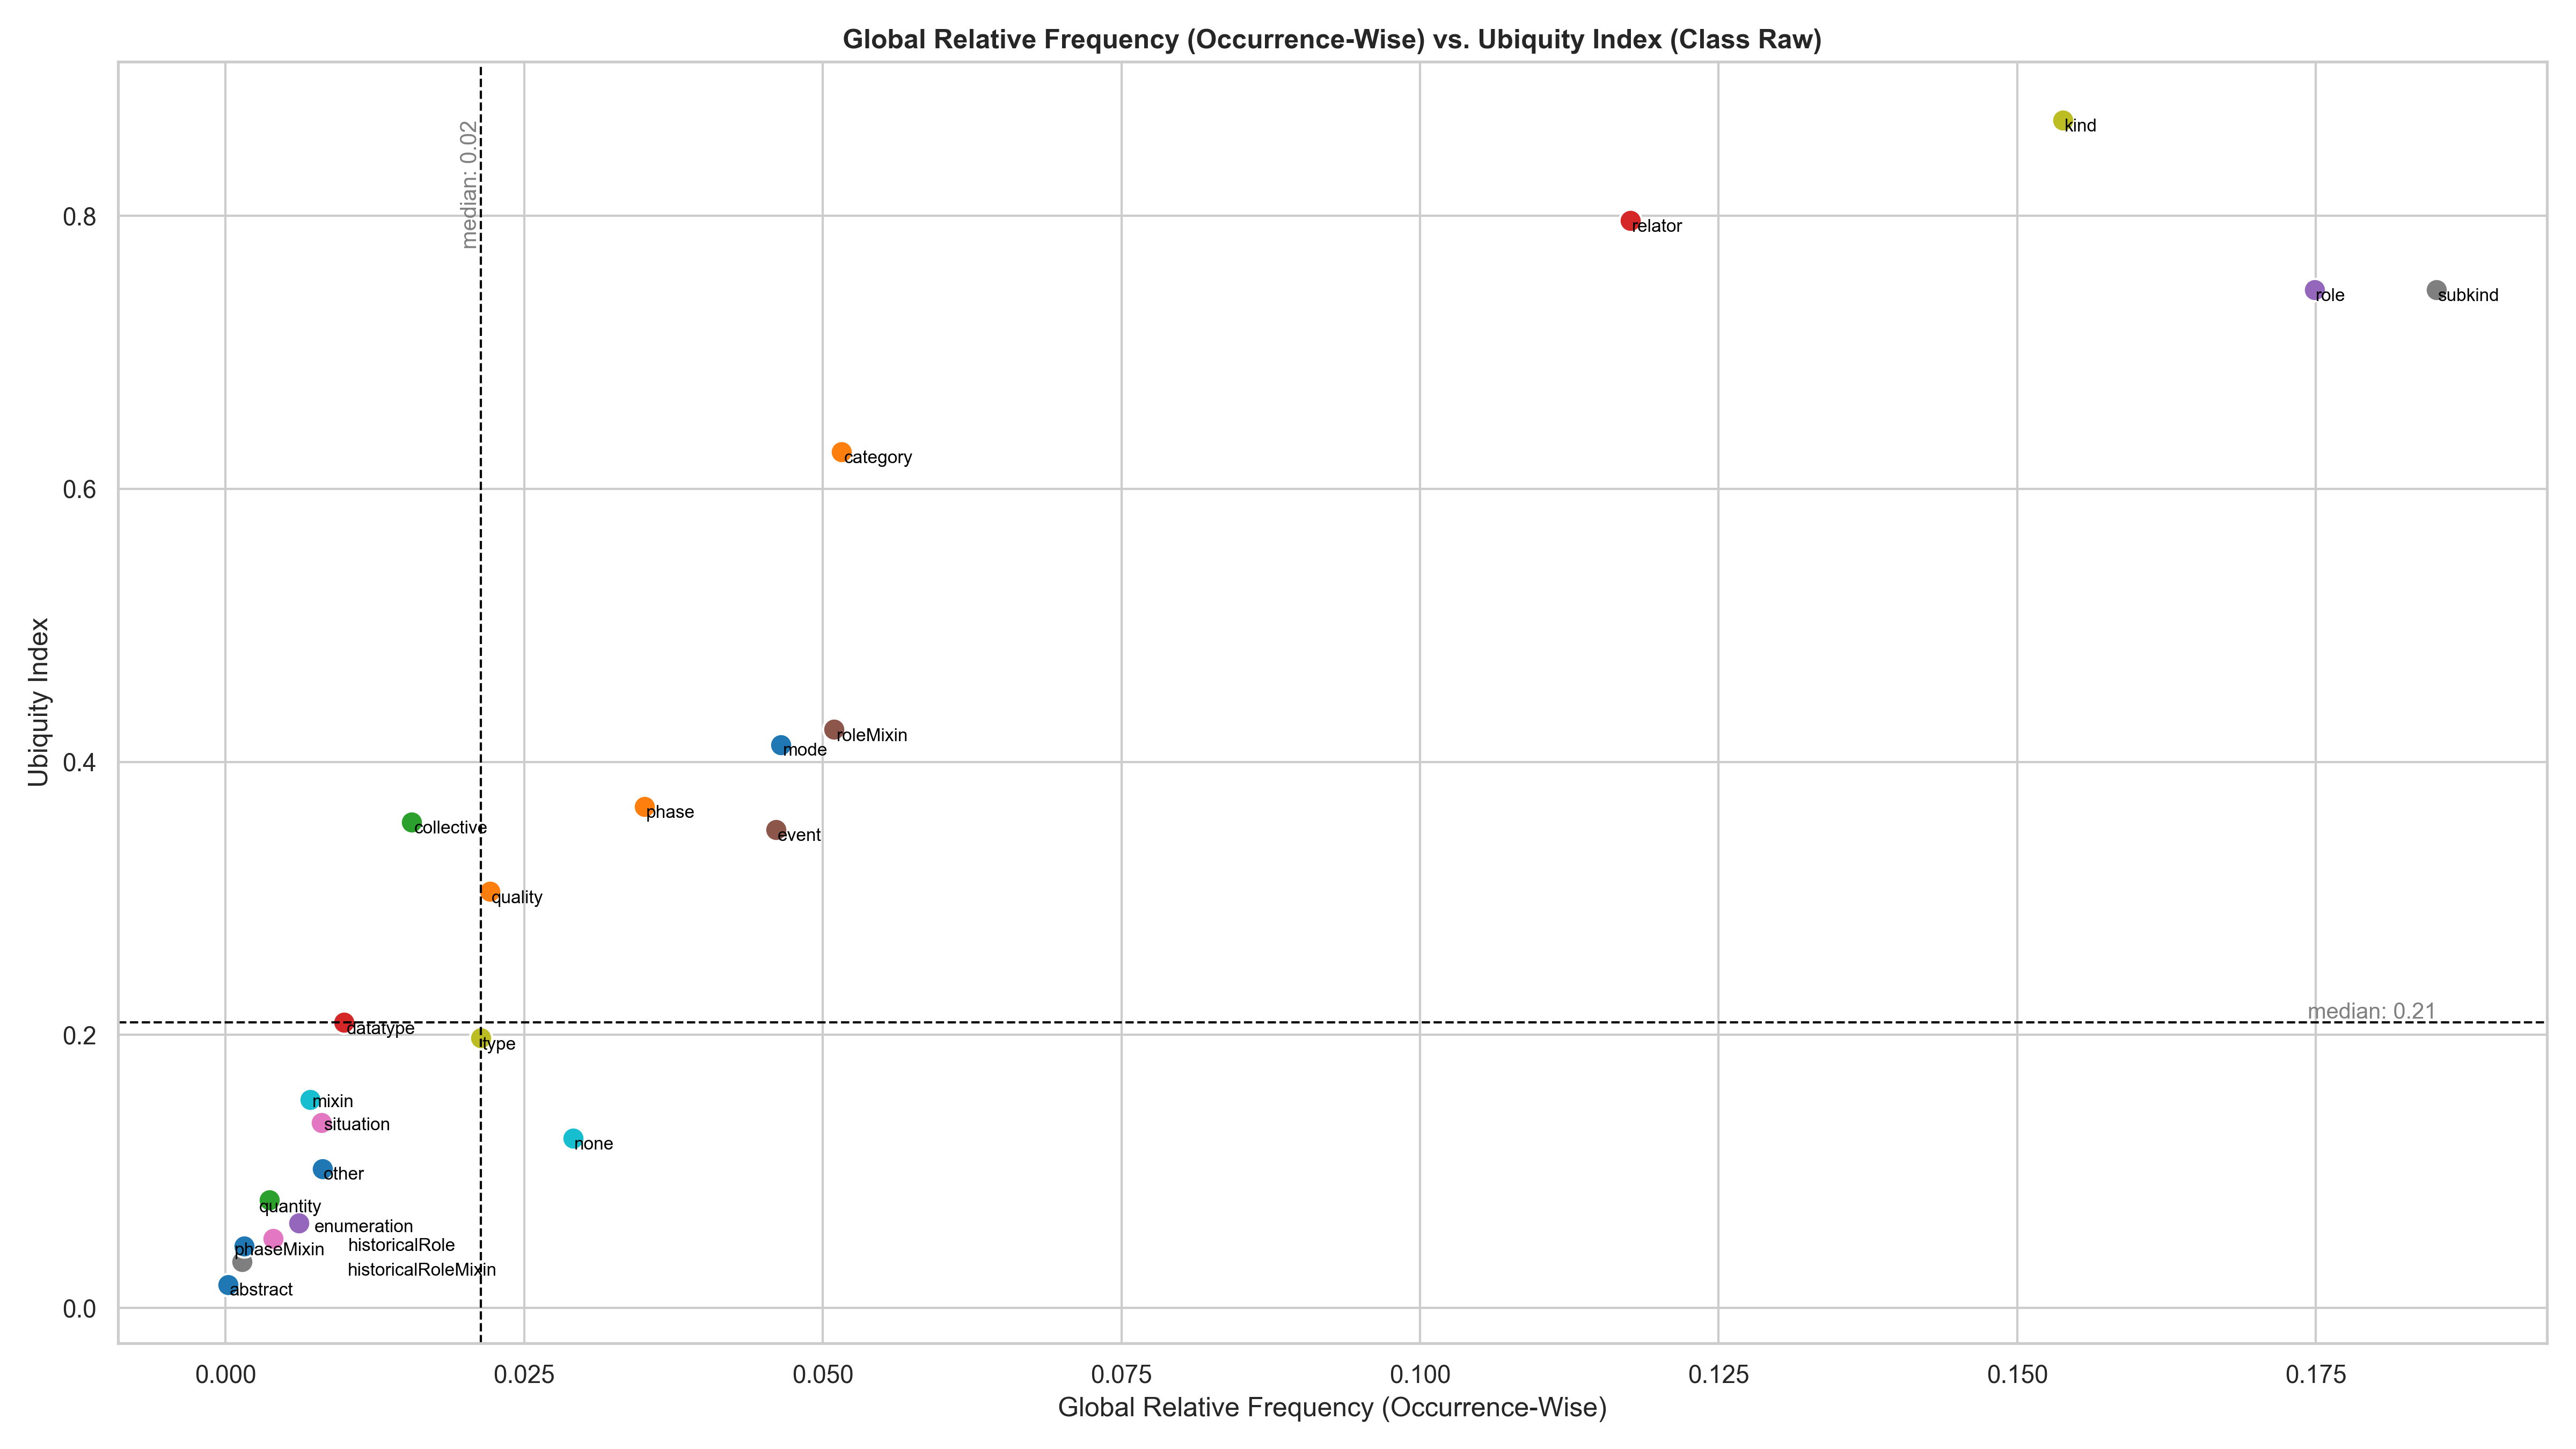 Global Relative Frequency (Occurrence-Wise) vs. Ubiquity Index (Class Raw)
median: 0.02
kind
0.8
relator
role
subkind
category
0.6
Ubiquity Index
roleMixin
mode
0.4
phase
collective
event
quality
median: 0.21
datatype
0.2
type
mixin
situation
none
other
quantity
enumeration
historicalRole
phaseMixin
historicalRoleMixin
abstract
0.0
0.000
0.025
0.050
0.075
0.100
0.125
0.150
0.175
Global Relative Frequency (Occurrence-Wise)